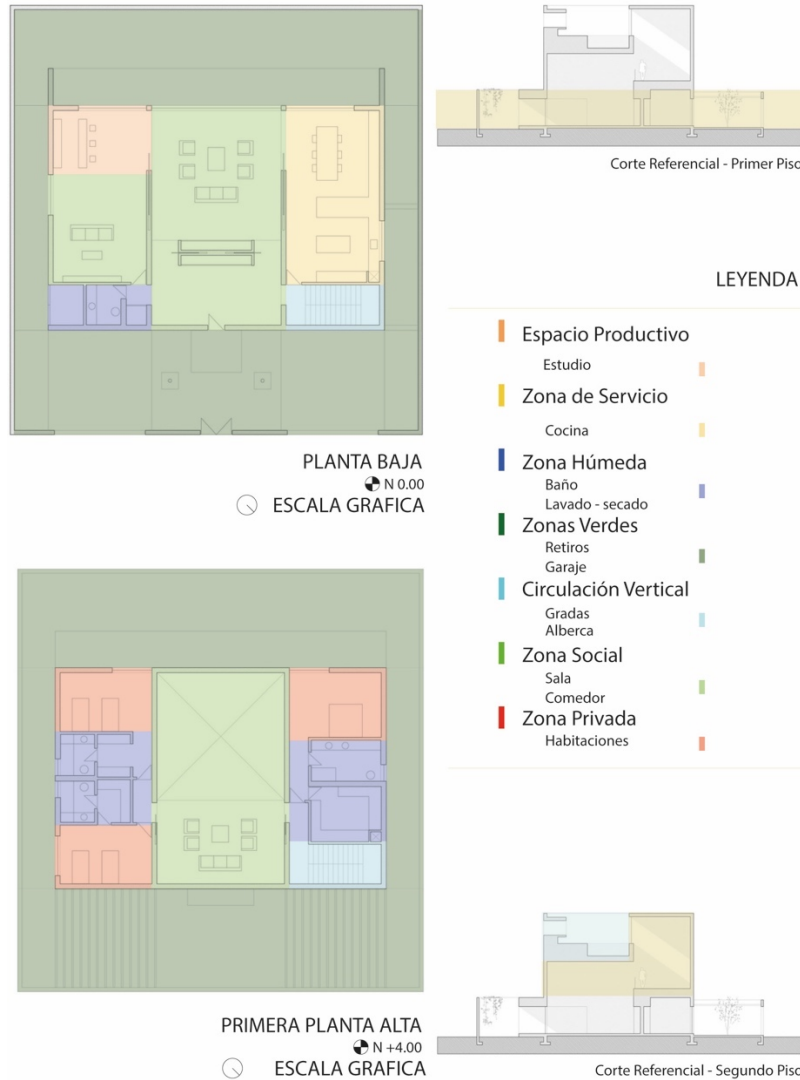 Corte Referencial - Primer Piso
LEYENDA
Espacio Productivo
Estudio
Zona de Servicio
Cocina
Zona Húmeda
Baño
Lavado - secado
Zonas Verdes
Retiros
Garaje
Circulación Vertical
Gradas
Alberca
Zona Social
Sala
Comedor
Zona Privada
Habitaciones
PLANTA BAJA
N 0.00
ESCALA GRAFICA
PRIMERA PLANTA ALTA
N +4.00
ESCALA GRAFICA
Corte Referencial - Segundo Piso